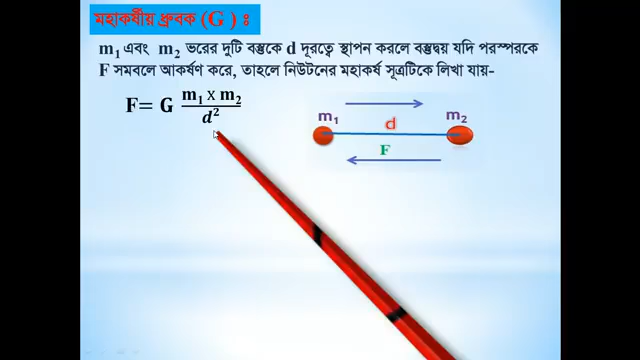 মহাকর্ষীয় ধ্রুবক (G) ঃ
m₁ এবং m₂ ভরের দুটি বস্তুকে d দূরত্বে স্থাপন করলে বস্তুদ্বয় যদি পরস্পরকে
F সমবলে আকর্ষণ করে, তাহলে নিউটনের মহাকর্ষ সূত্রটিকে লিখা যায়-
F= G m₁ x m₂ / d²
m₁ d m₂
F